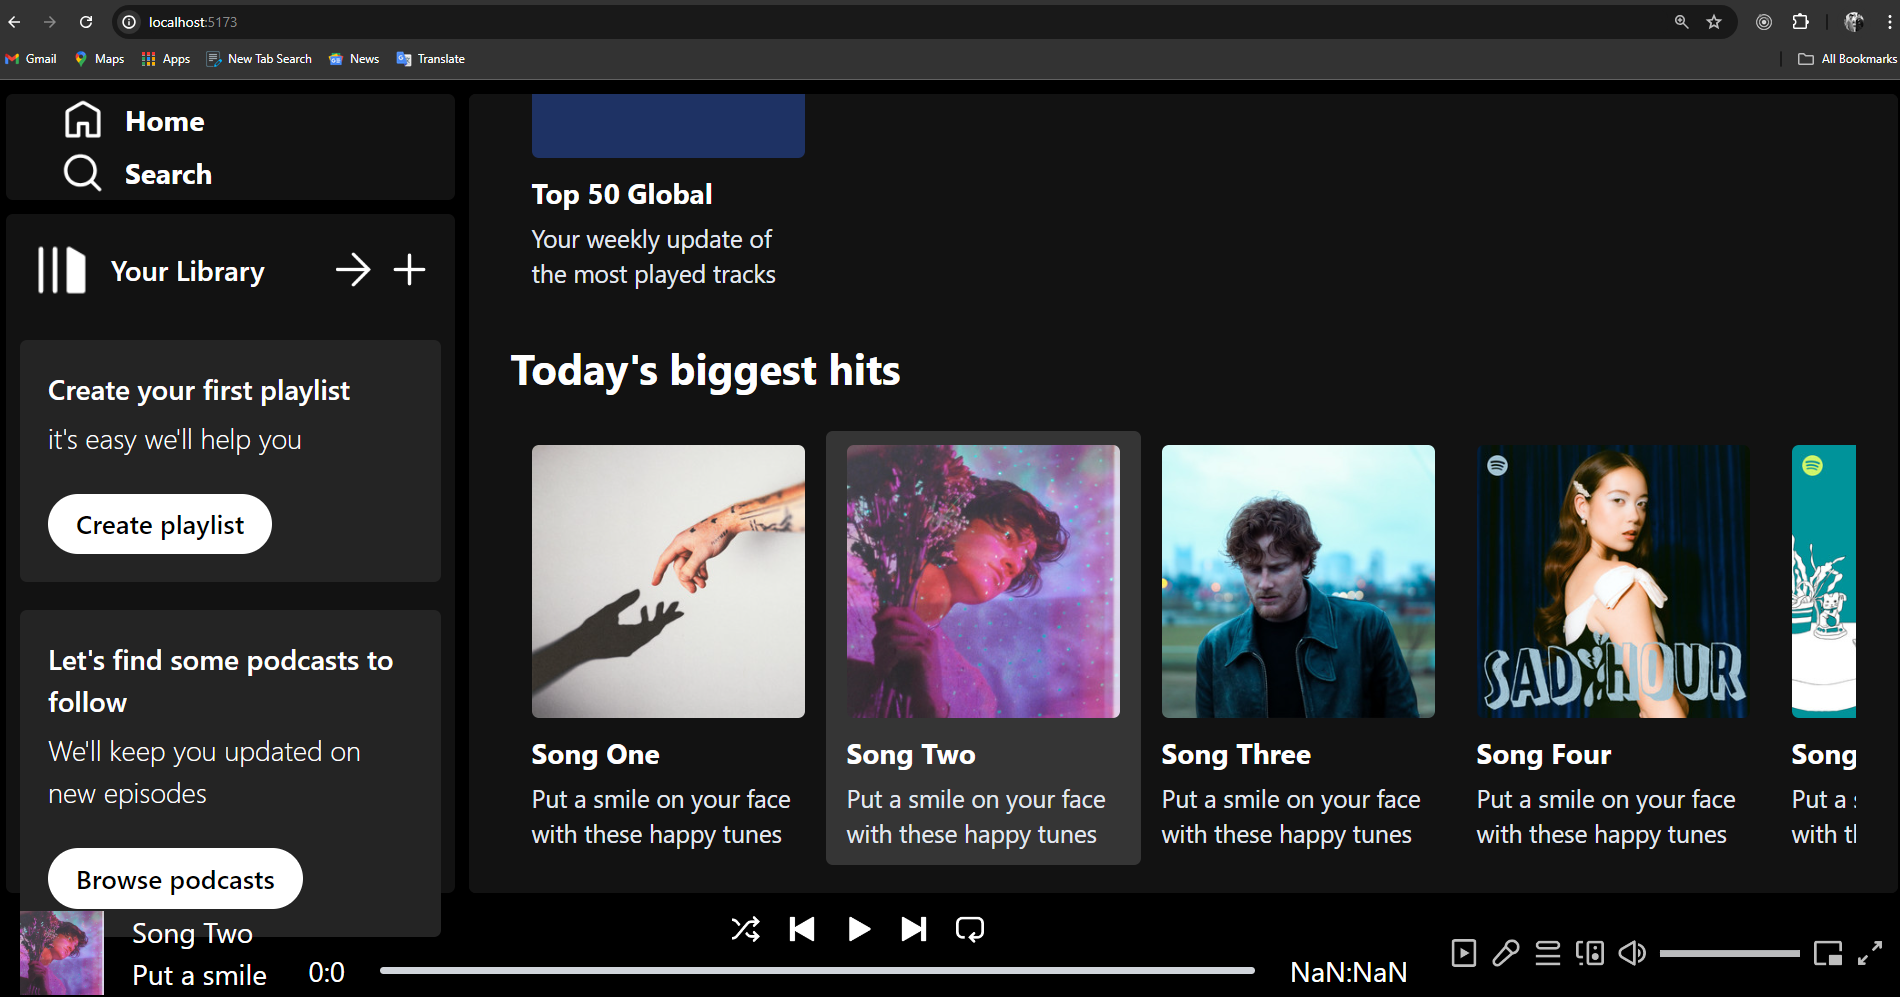 localhost:5173
Gmail
Maps
Apps
New Tab Search
News
Translate
All Bookmarks
Home
Search
Your Library
Create your first playlist
it's easy we'll help you
Create playlist
Let's find some podcasts to
follow
We'll keep you updated on
new episodes
Browse podcasts
Top 50 Global
Your weekly update of
the most played tracks
Today's biggest hits
SAD HOUR
Song One
Put a smile on your face
with these happy tunes
Song Two
Put a smile on your face
with these happy tunes
Song Three
Put a smile on your face
with these happy tunes
Song Four
Put a smile on your face
with these happy tunes
Song
Put a
with
Song Two
Put a smile
0:0
NaN:NaN